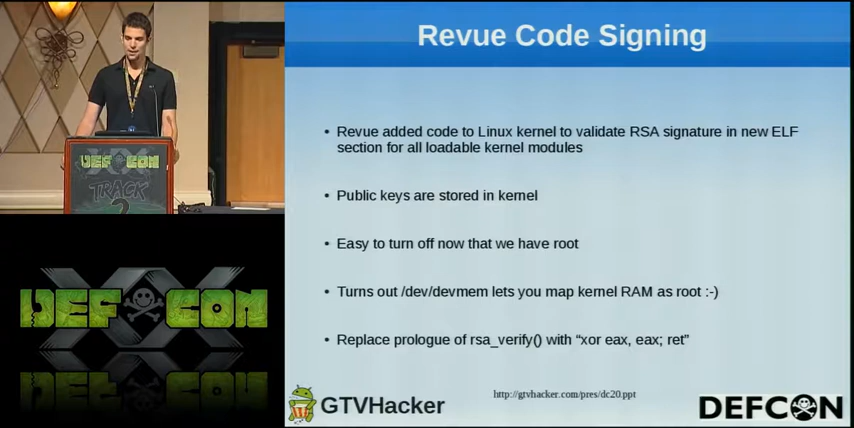 Revue Code Signing
• Revue added code to Linux kernel to validate RSA signature in new ELF
section for all loadable kernel modules
• Public keys are stored in kernel
• Easy to turn off now that we have root
• Turns out /dev/devmem lets you map kernel RAM as root :-)
• Replace prologue of rsa_verify() with “xor eax, eax; ret”
DEF CON
TRACK
2
XX
DEF CON
GTVHacker
http://gtvhacker.com/pres/dc20.ppt
DEFCON